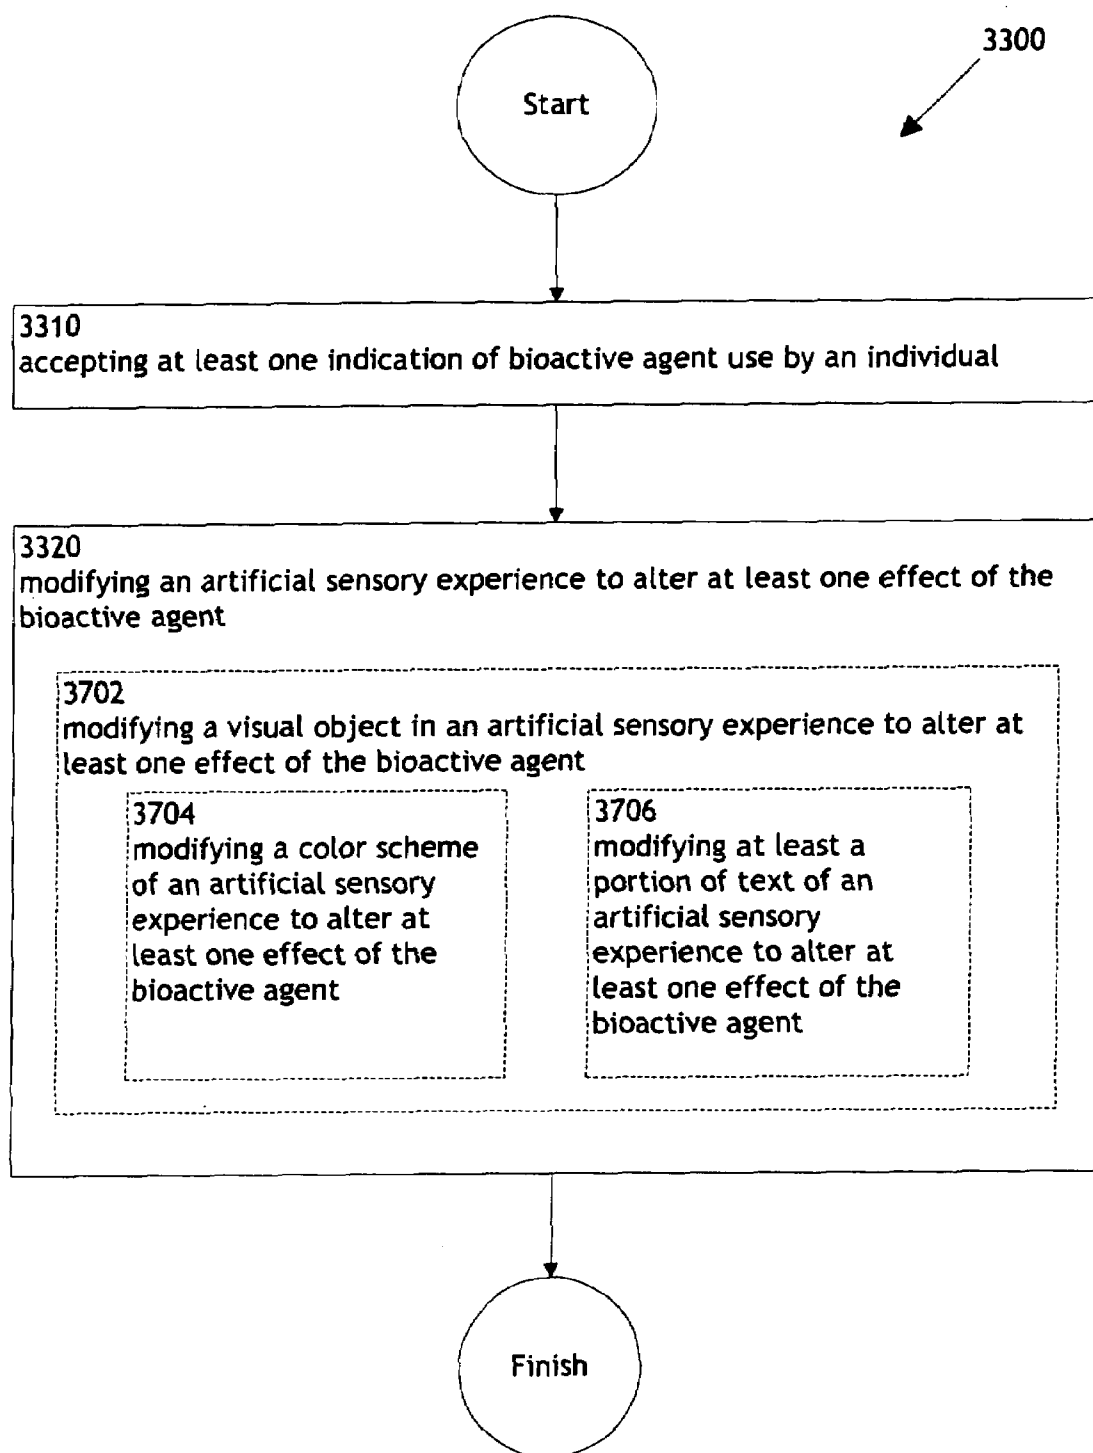 3300
Start
3310
accepting at least one indication of bioactive agent use by an individual
3320
modifying an artificial sensory experience to alter at least one effect of the
bioactive agent
3702
modifying a visual object in an artificial sensory experience to alter at
least one effect of the bioactive agent
3704
modifying a color scheme
of an artificial sensory
experience to alter at
least one effect of the
bioactive agent
3706
modifying at least a
portion of text of an
artificial sensory
experience to alter at
least one effect of the
bioactive agent
Finish